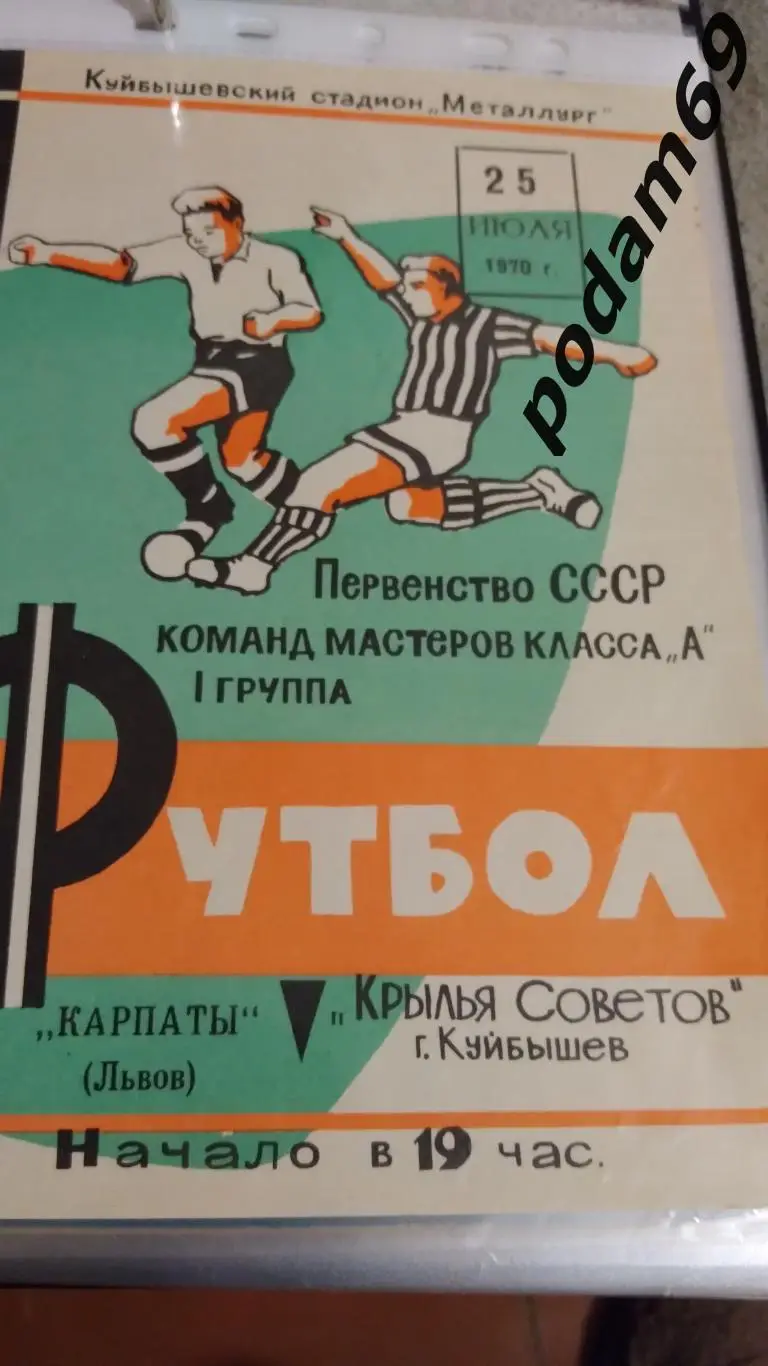 Куйбышевский стадион „Металлург"
25
ИЮЛЯ
1970 г.
podam69
Первенство СССР
КОМАНД МАСТЕРОВ КЛАССА „А"
I ГРУППА
ФУТБОЛ
„КАРПАТЫ"
(Львов)
„Крылья Советов"
г. Куйбышев
Начало в 19 час.